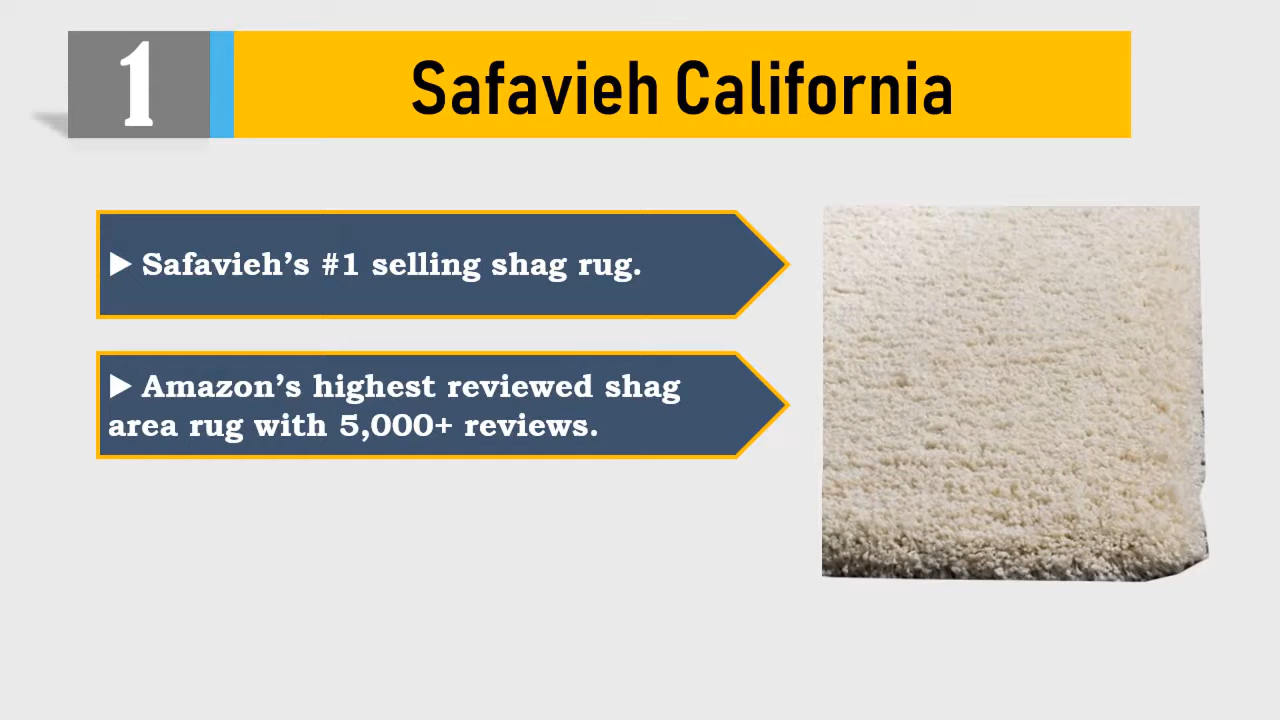 1
Safavieh California
▶ Safavieh’s #1 selling shag rug.
▶ Amazon’s highest reviewed shag
area rug with 5,000+ reviews.